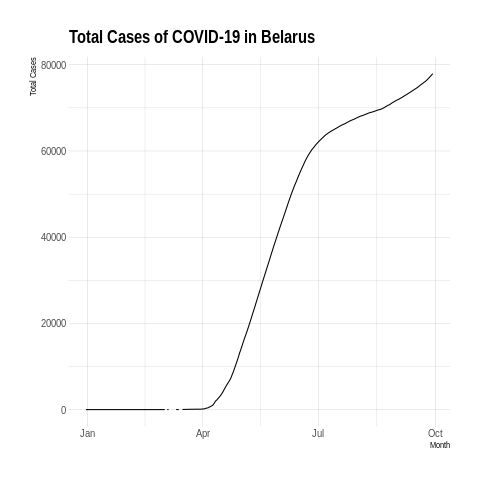 Total Cases of COVID-19 in Belarus
Total Cases
80000
60000
40000
20000
0
Jan Apr Jul Oct
Month